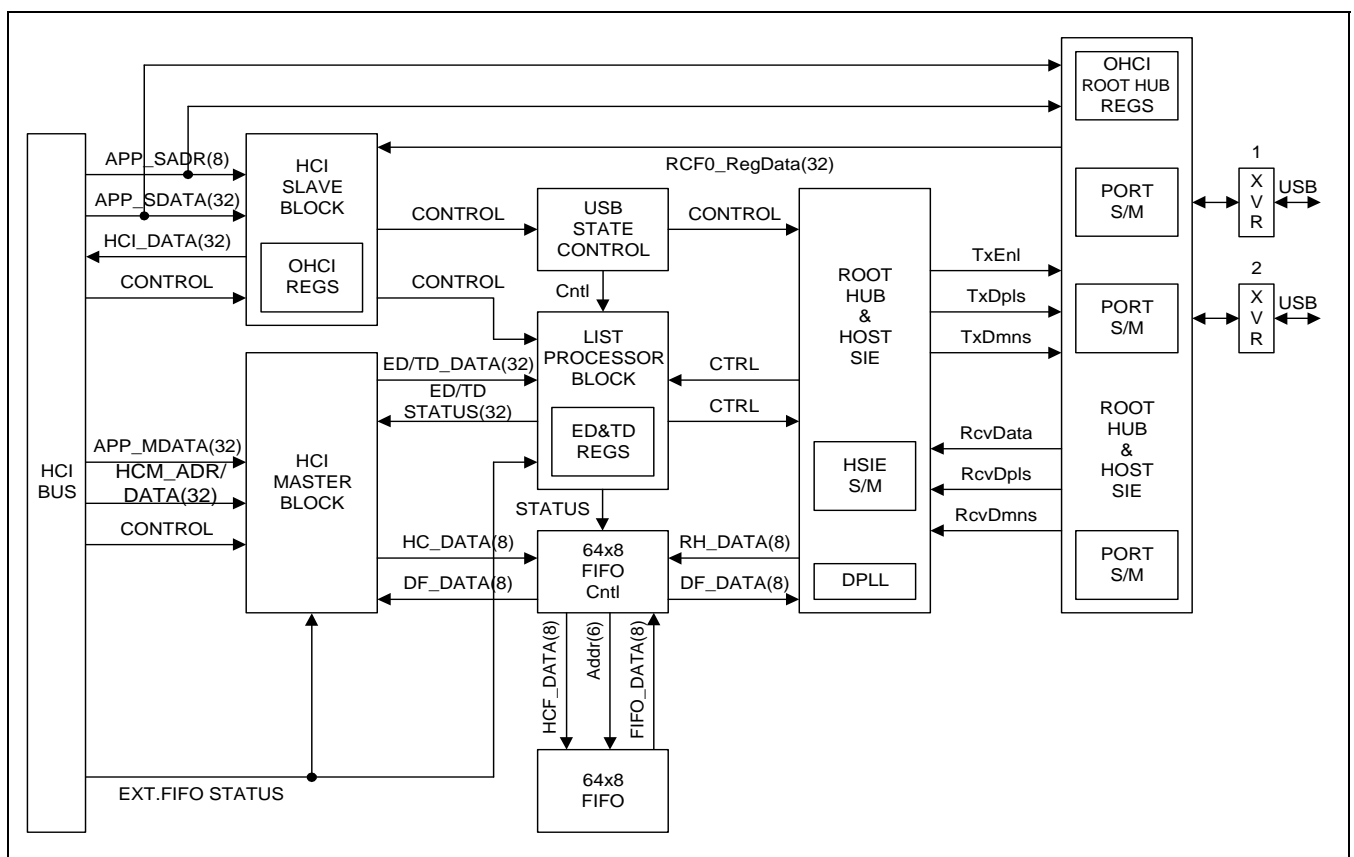 HCI
BUS
APP_SADR(8)
APP_SDATA(32)
HCI_DATA(32)
CONTROL
HCI
SLAVE
BLOCK
OHCI
REGS
RCF0_RegData(32)
CONTROL
CONTROL
USB
STATE
CONTROL
CONTROL
Cntl
LIST
PROCESSOR
BLOCK
ED&TD
REGS
ED/TD_DATA(32)
ED/TD
STATUS(32)
APP_MDATA(32)
HCM_ADR/
DATA(32)
CONTROL
HCI
MASTER
BLOCK
CTRL
CTRL
STATUS
HC_DATA(8)
DF_DATA(8)
64x8
FIFO
Cntl
RH_DATA(8)
DF_DATA(8)
HCF_DATA(8)
Addr(6)
FIFO_DATA(8)
64x8
FIFO
EXT.FIFO STATUS
ROOT
HUB
&
HOST
SIE
HSIE
S/M
DPLL
TxEnl
TxDpls
TxDmns
RcvData
RcvDpls
RcvDmns
OHCI
ROOT HUB
REGS
PORT
S/M
PORT
S/M
ROOT
HUB
&
HOST
SIE
PORT
S/M
1
X
V
R
USB
2
X
V
R
USB